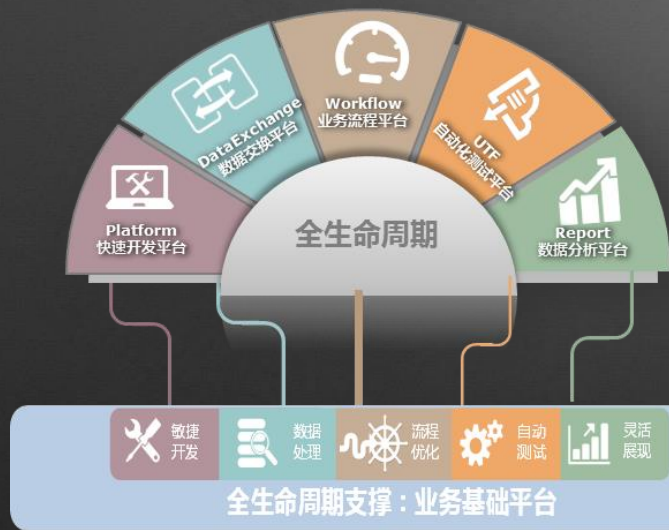 Workflow
业务流程平台
DataExchange
数据交换平台
UTF
自动化测试平台
Platform
快速开发平台
全生命周期
Report
数据分析平台
敏捷
开发
数据
处理
流程
优化
自动
测试
灵活
展现
全生命周期支撑：业务基础平台